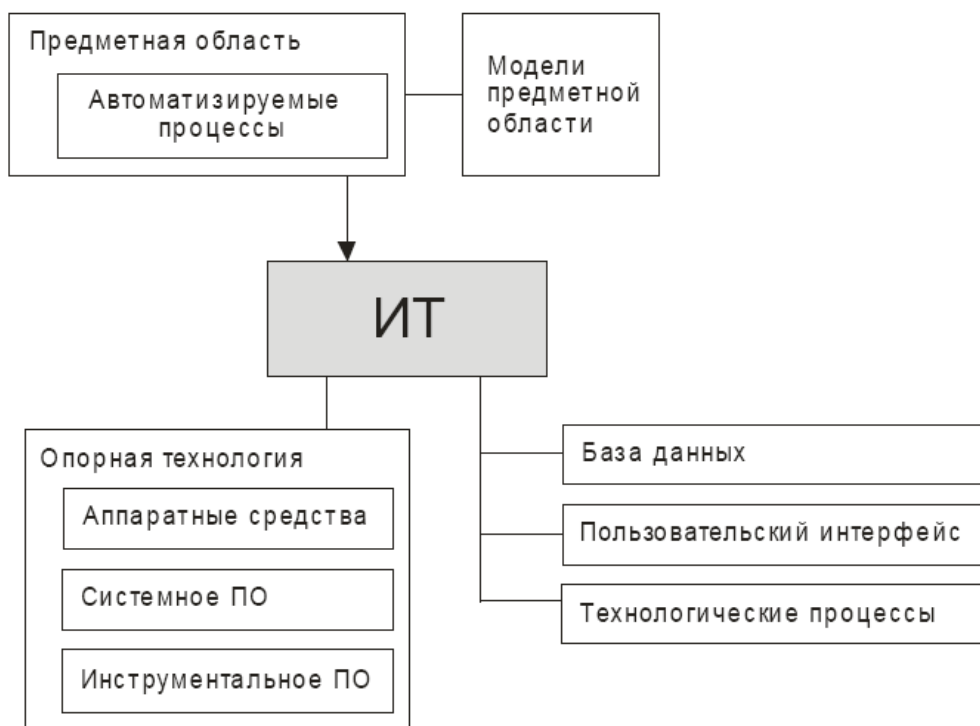 Предметная область
Автоматизируемые
процессы
Модели
предметной
области
ИТ
Опорная технология
Аппаратные средства
Системное ПО
Инструментальное ПО
База данных
Пользовательский интерфейс
Технологические процессы